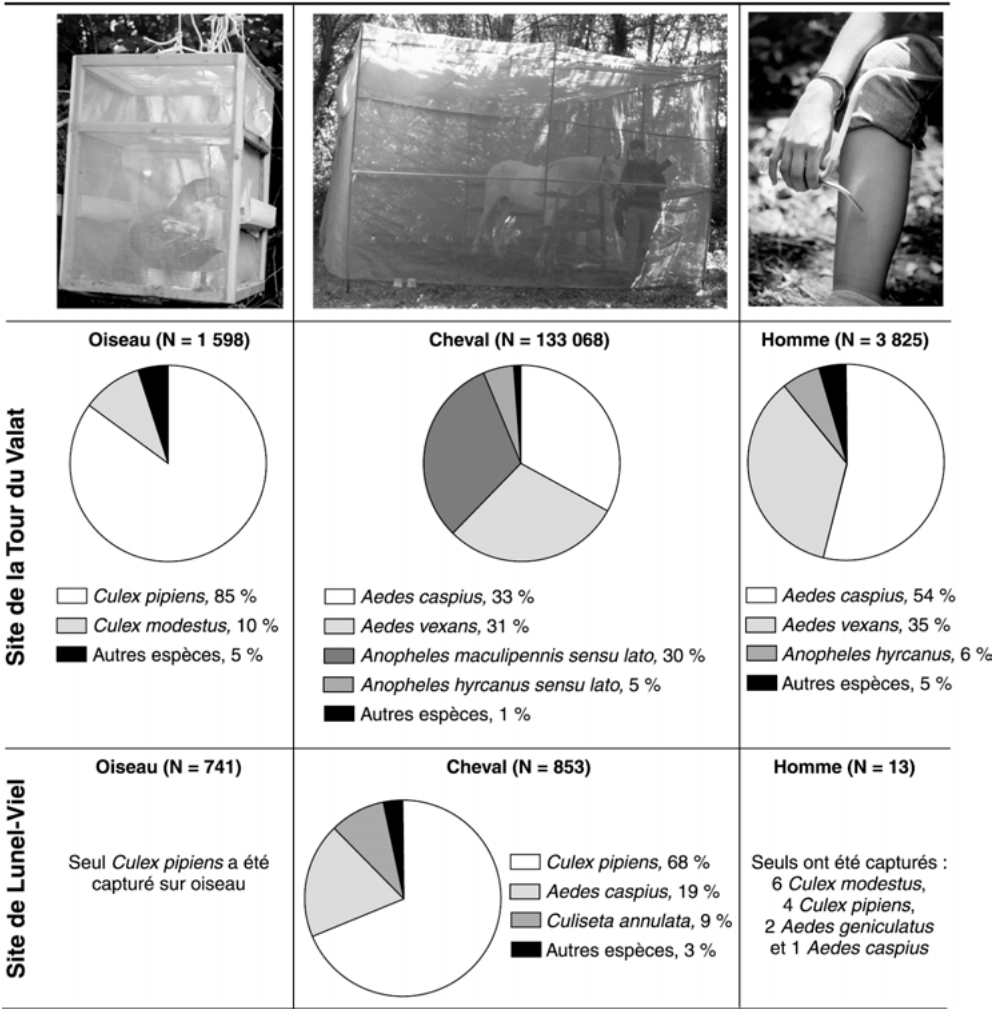 Site de la Tour du Valat
Oiseau (N = 1 598)
Culex pipiens, 85 %
Culex modestus, 10 %
Autres espèces, 5 %
Cheval (N = 133 068)
Aedes caspius, 33 %
Aedes vexans, 31 %
Anopheles maculipennis sensu lato, 30 %
Anopheles hyrcanus sensu lato, 5 %
Autres espèces, 1 %
Homme (N = 3 825)
Aedes caspius, 54 %
Aedes vexans, 35 %
Anopheles hyrcanus, 6 %
Autres espèces, 5 %
Site de Lunel-Viel
Oiseau (N = 741)
Seul Culex pipiens a été
capturé sur oiseau
Cheval (N = 853)
Culex pipiens, 68 %
Aedes caspius, 19 %
Culiseta annulata, 9 %
Autres espèces, 3 %
Homme (N = 13)
Seuls ont été capturés :
6 Culex modestus,
4 Culex pipiens,
2 Aedes geniculatus
et 1 Aedes caspius